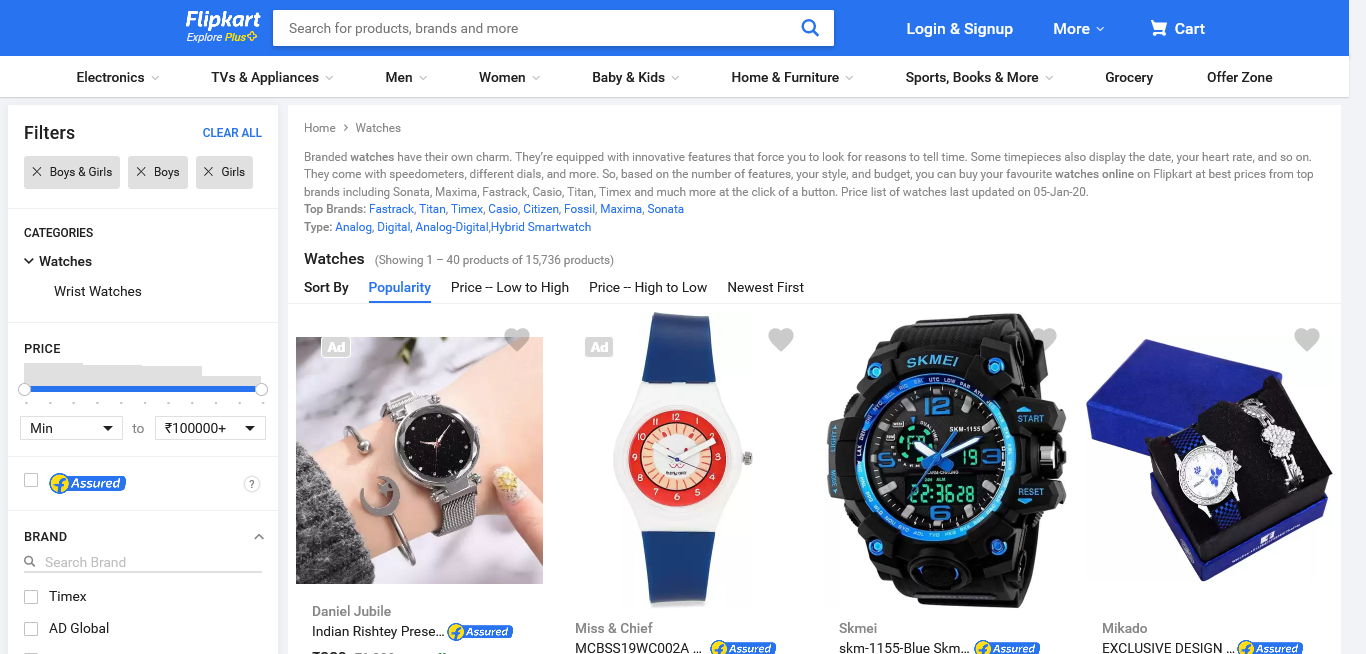 Flipkart
Explore Plus
Search for products, brands and more
Login & Signup
More
Cart
Electronics
TVs & Appliances
Men
Women
Baby & Kids
Home & Furniture
Sports, Books & More
Grocery
Offer Zone
Filters
CLEAR ALL
Boys & Girls
Boys
Girls
CATEGORIES
Watches
Wrist Watches
PRICE
Min
to
₹100000+
Assured
?
BRAND
Search Brand
Timex
AD Global
Home > Watches
Branded watches have their own charm. They’re equipped with innovative features that force you to look for reasons to tell time. Some timepieces also display the date, your heart rate, and so on.
They come with speedometers, different dials, and more. So, based on the number of features, your style, and budget, you can buy your favourite watches online on Flipkart at best prices from top
brands including Sonata, Maxima, Fastrack, Casio, Titan, Timex and much more at the click of a button. Price list of watches last updated on 05-Jan-20.
Top Brands: Fastrack, Titan, Timex, Casio, Citizen, Fossil, Maxima, Sonata
Type: Analog, Digital, Analog-Digital,Hybrid Smartwatch
Watches (Showing 1 – 40 products of 15,736 products)
Sort By
Popularity
Price -- Low to High
Price -- High to Low
Newest First
Ad
Daniel Jubile
Indian Rishtey Prese...
Assured
Ad
Miss & Chief
MCBSS19WC002A ...
Assured
SKMEI
START
SKM-1155
RESET
LIGHT
MODE
22:36 28
Skmei
skm-1155-Blue Skm...
Assured
Mikado
EXCLUSIVE DESIGN ...
Assured